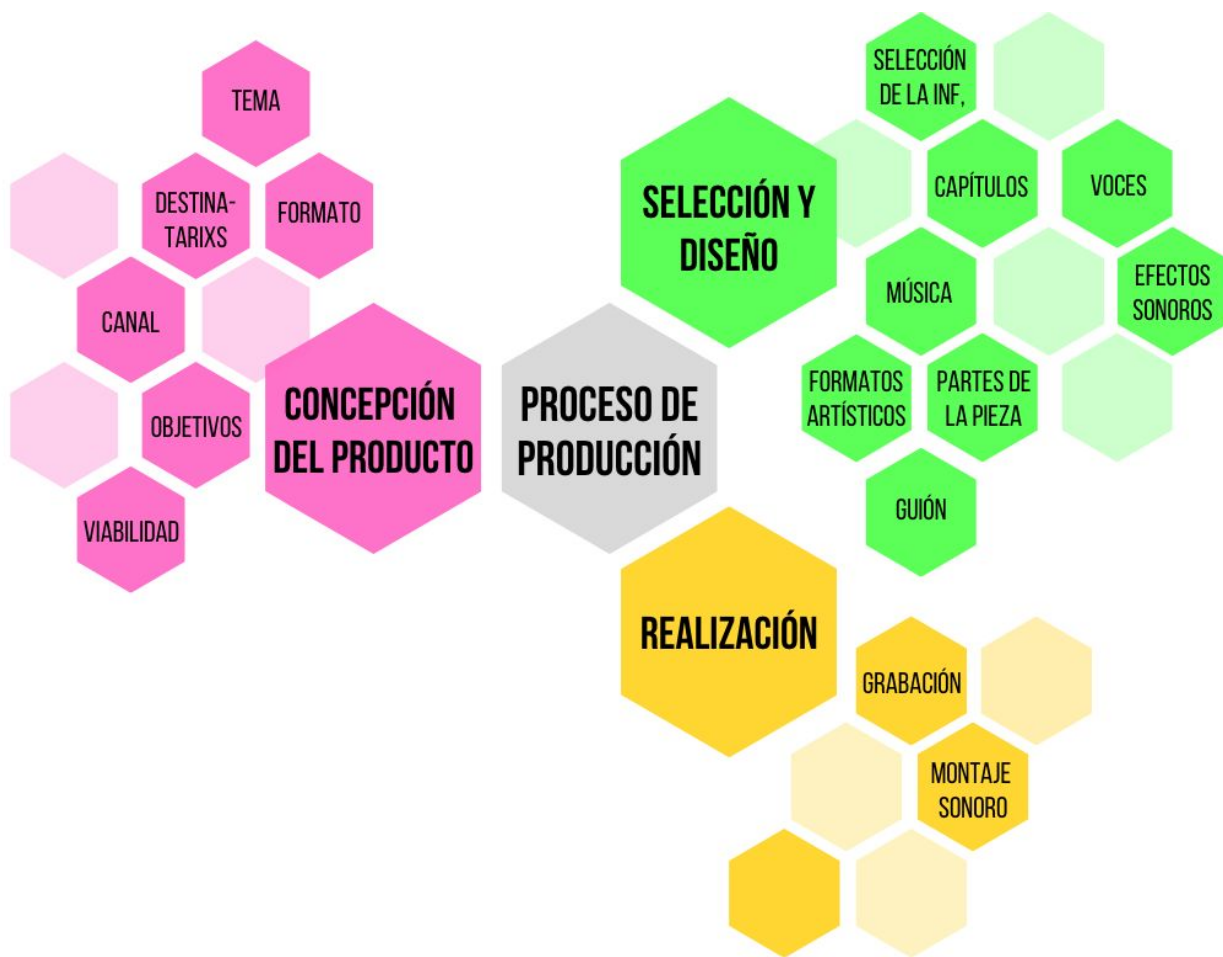 TEMA
DESTINA-
TARIXS
FORMATO
CANAL
OBJETIVOS
VIABILIDAD
CONCEPCIÓN
DEL PRODUCTO
PROCESO DE
PRODUCCIÓN
SELECCIÓN Y
DISEÑO
SELECCIÓN
DE LA INF,
CAPÍTULOS
VOCES
MÚSICA
EFECTOS
SONOROS
FORMATOS
ARTÍSTICOS
PARTES DE
LA PIEZA
GUIÓN
REALIZACIÓN
GRABACIÓN
MONTAJE
SONORO